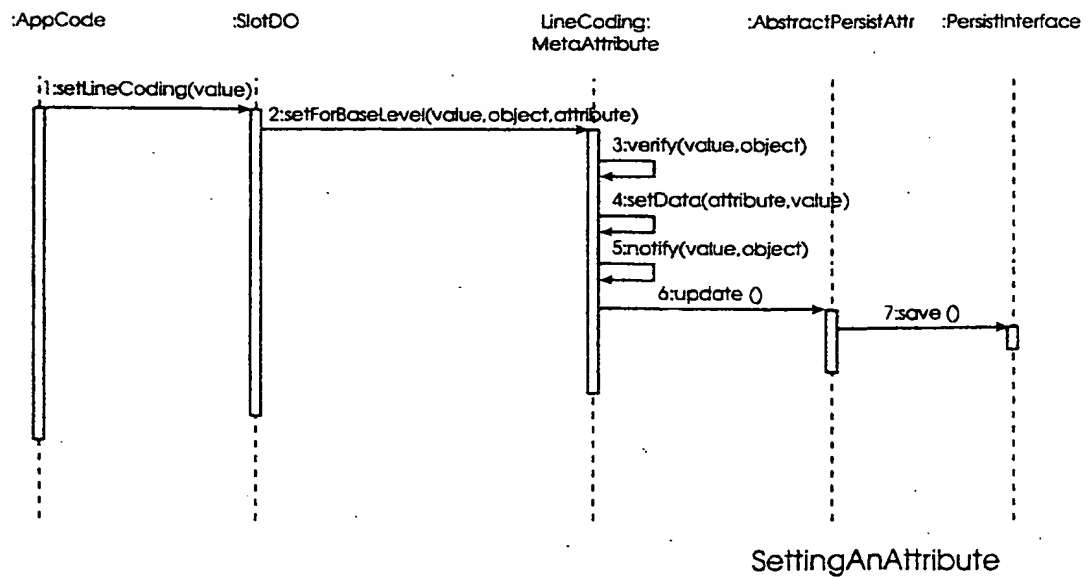 :AppCode
:SlotDO
LineCoding:
MetaAttribute
:AbstractPersistAttr
:PersistInterface
1:setLineCoding(value)
2:setForBaseLevel(value,object,attribute)
3:verify(value,object)
4:setData(attribute,value)
5:notify(value,object)
6:update ()
7:save ()
SettingAnAttribute